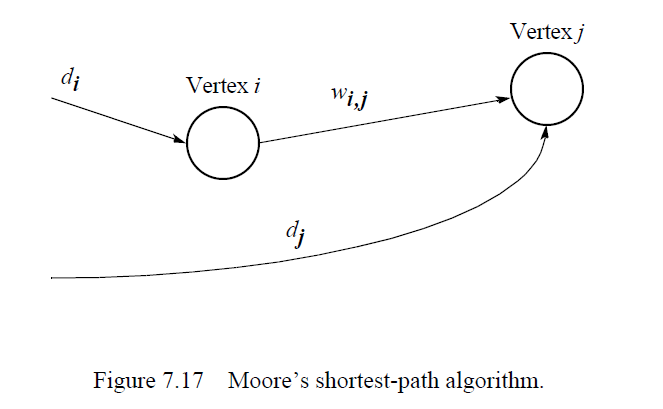 Vertex j
d_i
Vertex i
w_i,j
d_j
Figure 7.17 Moore's shortest-path algorithm.